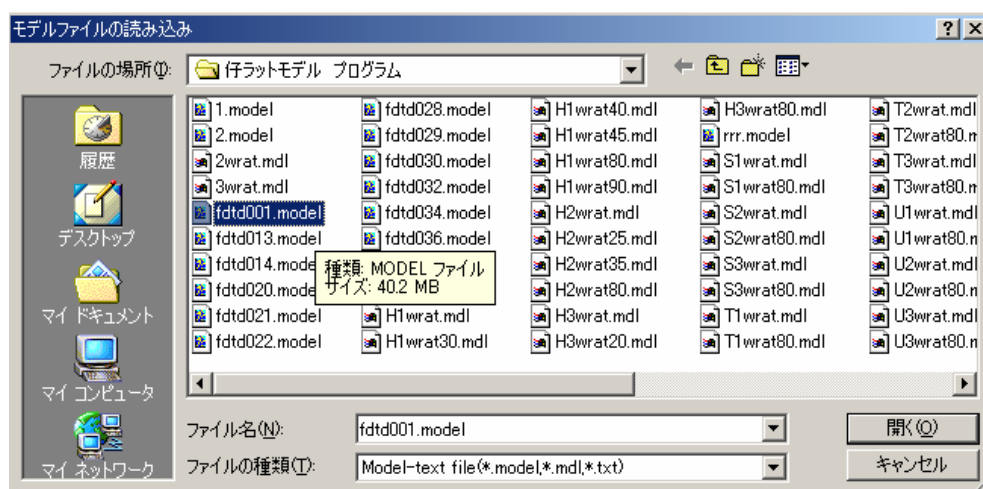 モデルファイルの読み込み
ファイルの場所(I):
仔ラットモデル プログラム
履歴
デスクトップ
マイ ドキュメント
マイ コンピュータ
マイ ネットワーク
1.model
2.model
2wrat.mdl
3wrat.mdl
fdtd001.model
fdtd013.model
fdtd014.mode
fdtd020.mode
fdtd021.model
fdtd022.model
fdtd028.model
fdtd029.model
fdtd030.model
fdtd032.model
fdtd034.model
fdtd036.model
種類: MODEL ファイル
サイズ: 40.2 MB
H1wrat.mdl
H1wrat30.mdl
H1wrat40.mdl
H1wrat45.mdl
H1wrat80.mdl
H1wrat90.mdl
H2wrat.mdl
H2wrat25.mdl
H2wrat35.mdl
H2wrat80.mdl
H3wrat.mdl
H3wrat20.mdl
H3wrat80.mdl
rrr.model
S1wrat.mdl
S1wrat80.mdl
S2wrat.mdl
S2wrat80.mdl
S3wrat.mdl
S3wrat80.mdl
T1wrat.mdl
T1wrat80.mdl
T2wrat.mdl
T2wrat80.m
T3wrat.mdl
T3wrat80.m
U1wrat.mdl
U1wrat80.m
U2wrat.mdl
U2wrat80.m
U3wrat.mdl
U3wrat80.m
ファイル名(N):
fdtd001.model
開く(O)
ファイルの種類(T):
Model-text file(*.model,*.mdl,*.txt)
キャンセル